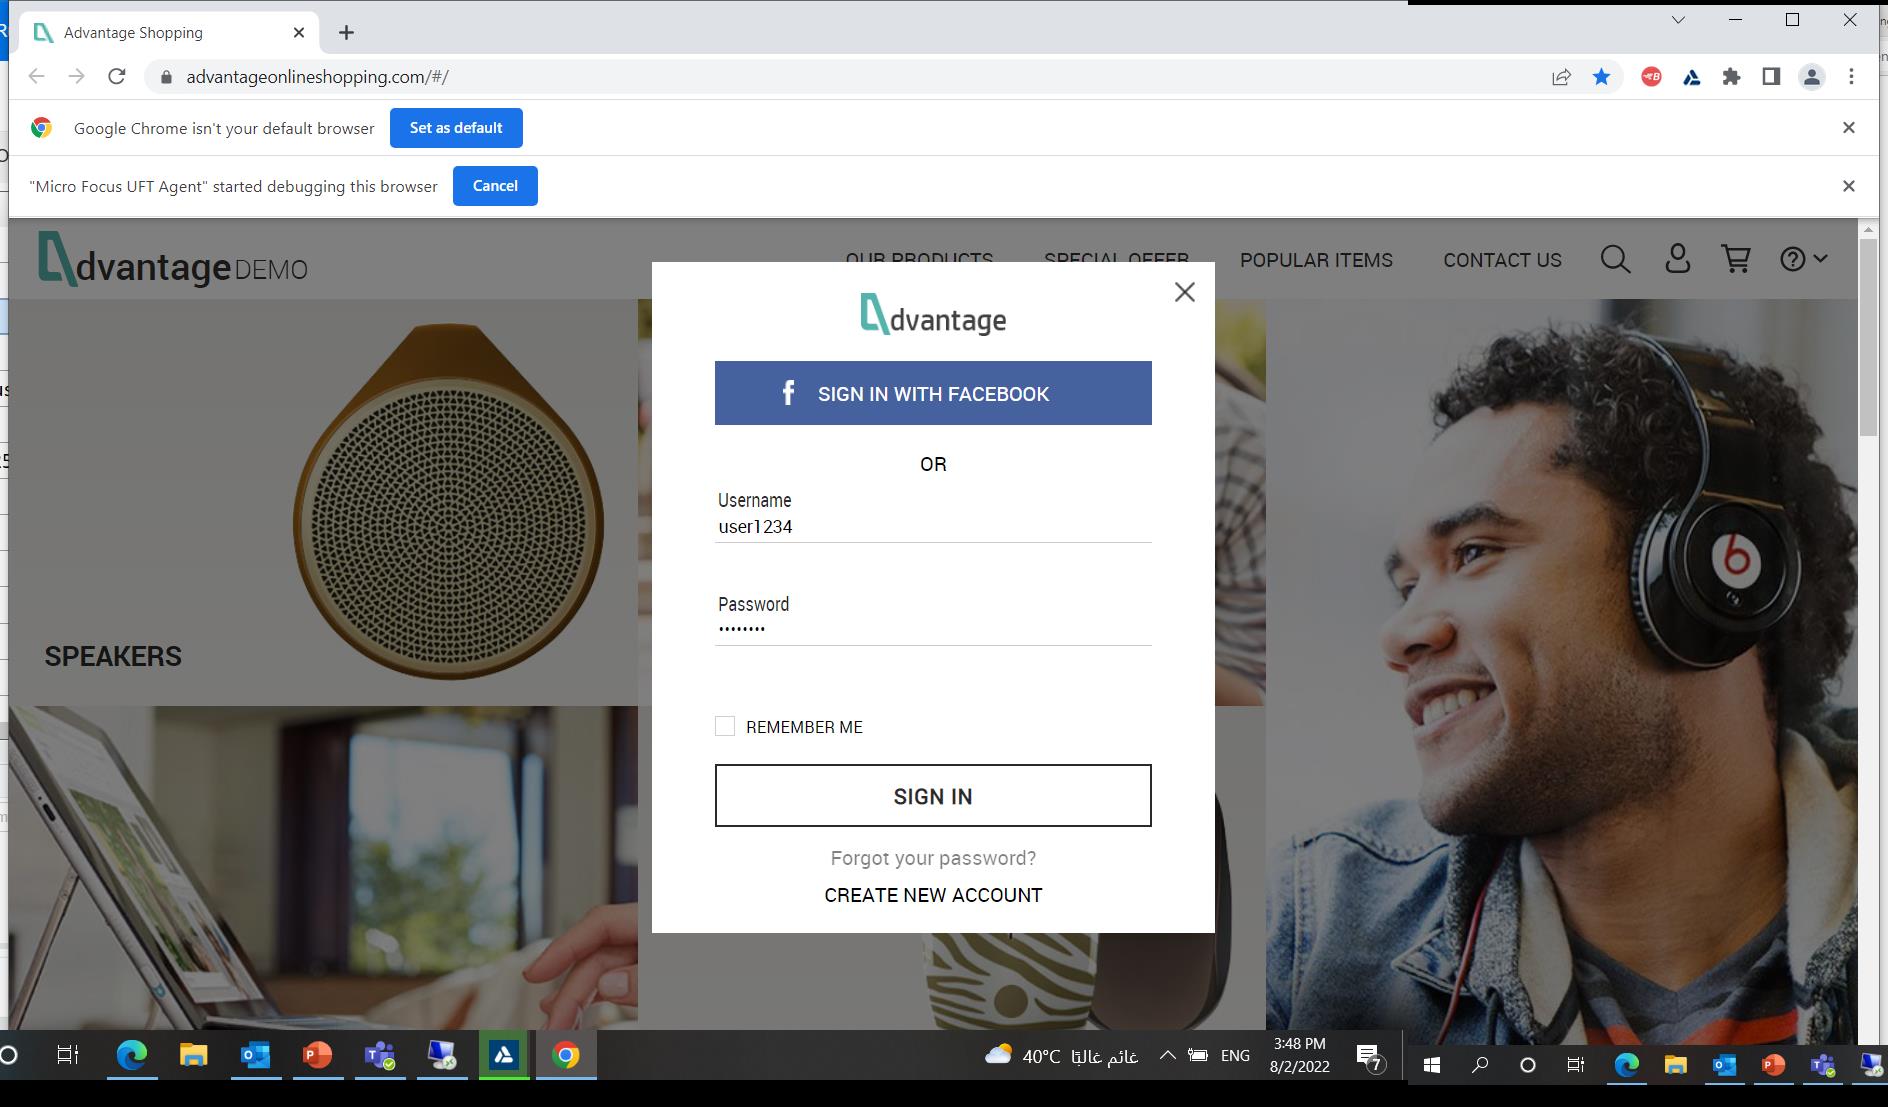 Advantage Shopping
advantageonlineshopping.com/#/
Google Chrome isn't your default browser
Set as default
"Micro Focus UFT Agent" started debugging this browser
Cancel
dvantage DEMO
OUR PRODUCTS
SPECIAL OFFER
POPULAR ITEMS
CONTACT US
dvantage
SIGN IN WITH FACEBOOK
OR
Username
user1234
Password
••••••••
REMEMBER ME
SIGN IN
Forgot your password?
CREATE NEW ACCOUNT
SPEAKERS
40°C غائم غالبًا
ENG
3:48 PM
8/2/2022
7